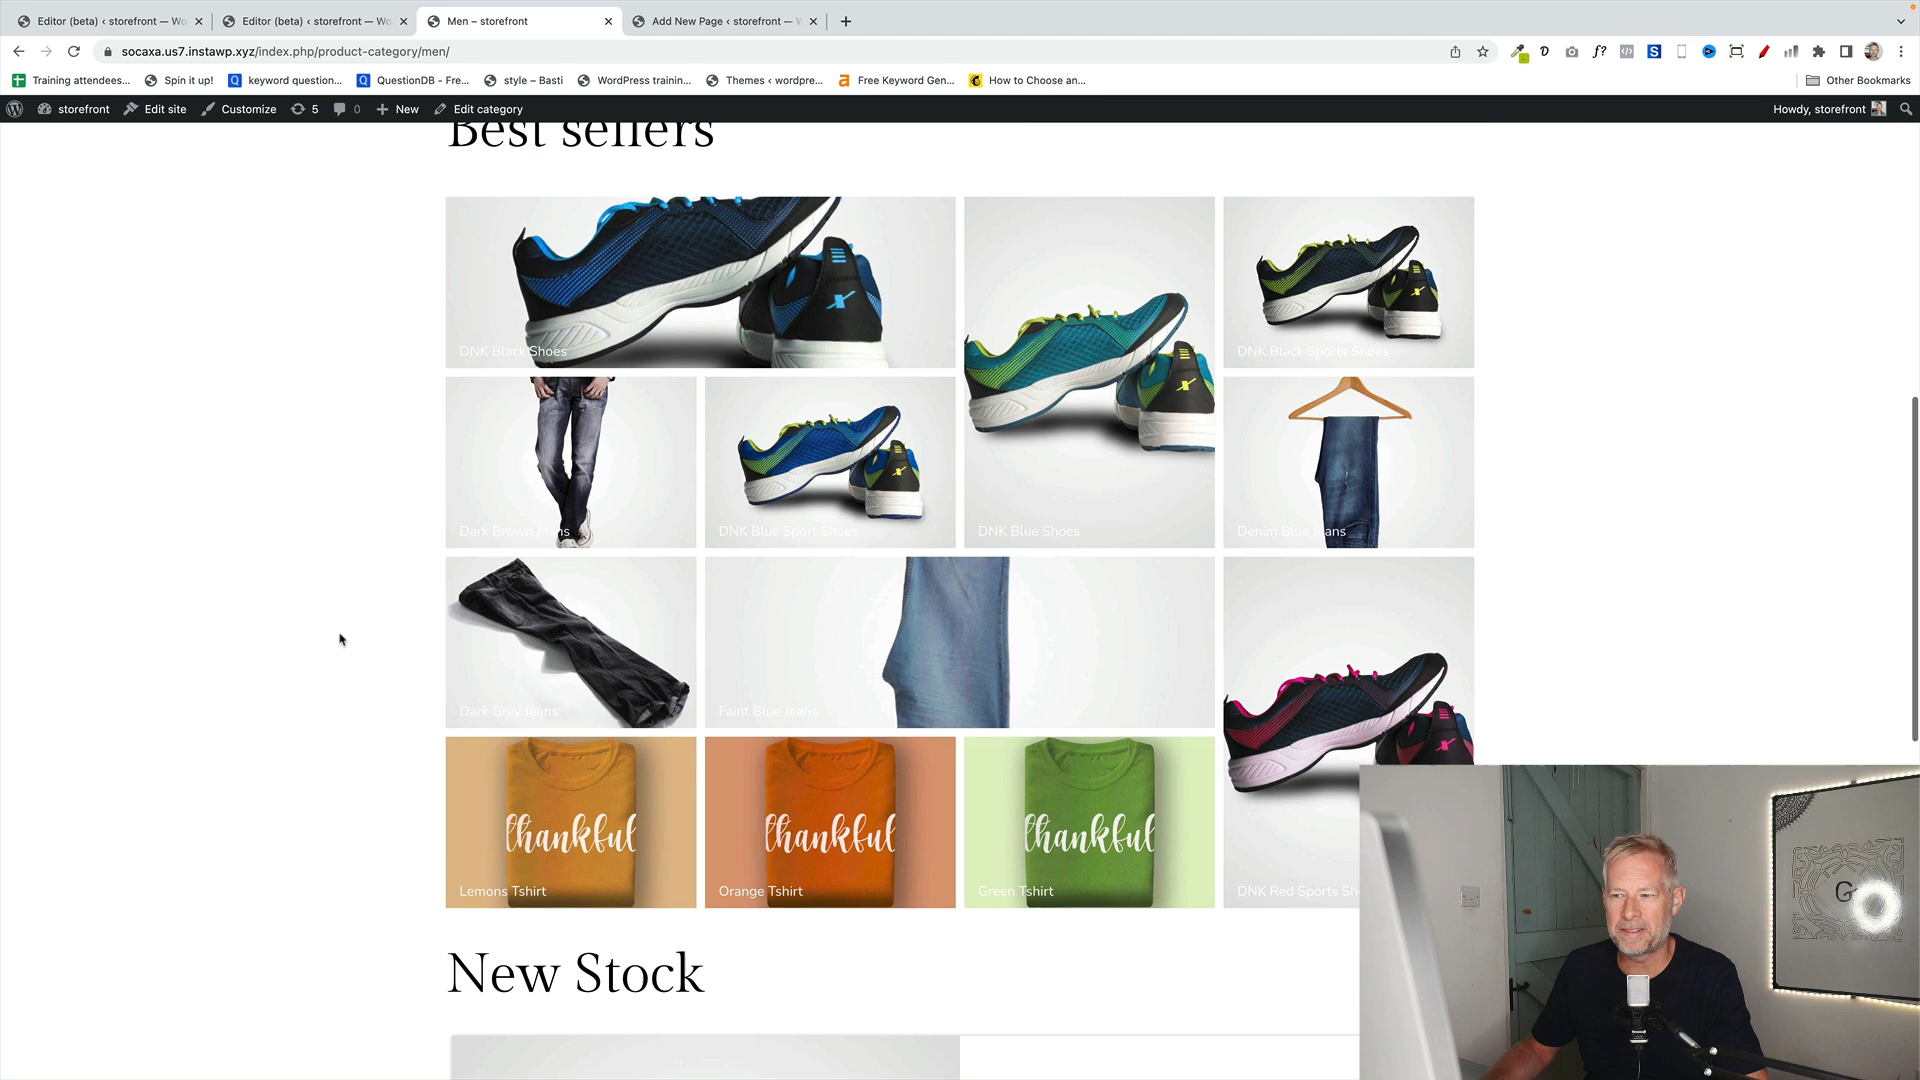 Editor (beta) ‹ storefront — Wo
Editor (beta) ‹ storefront — Wo
Men – storefront
Add New Page ‹ storefront — W
socaxa.us7.instawp.xyz/index.php/product-category/men/
Training attendees...
Spin it up!
keyword question...
QuestionDB - Fre...
style – Basti
WordPress trainin...
Themes ‹ wordpre...
Free Keyword Gen...
How to Choose an...
Other Bookmarks
storefront
Edit site
Customize
5
0
New
Edit category
Howdy, storefront
Best sellers
DNK Black Shoes
DNK Black Sports Shoes
Dark Brown Jeans
DNK Blue Sport Shoes
DNK Blue Shoes
Denim Blue Jeans
Dark Grey Jeans
Faint Blue Jeans
thankful
thankful
thankful
Lemons Tshirt
Orange Tshirt
Green Tshirt
DNK Red Sports Sho
New Stock
G